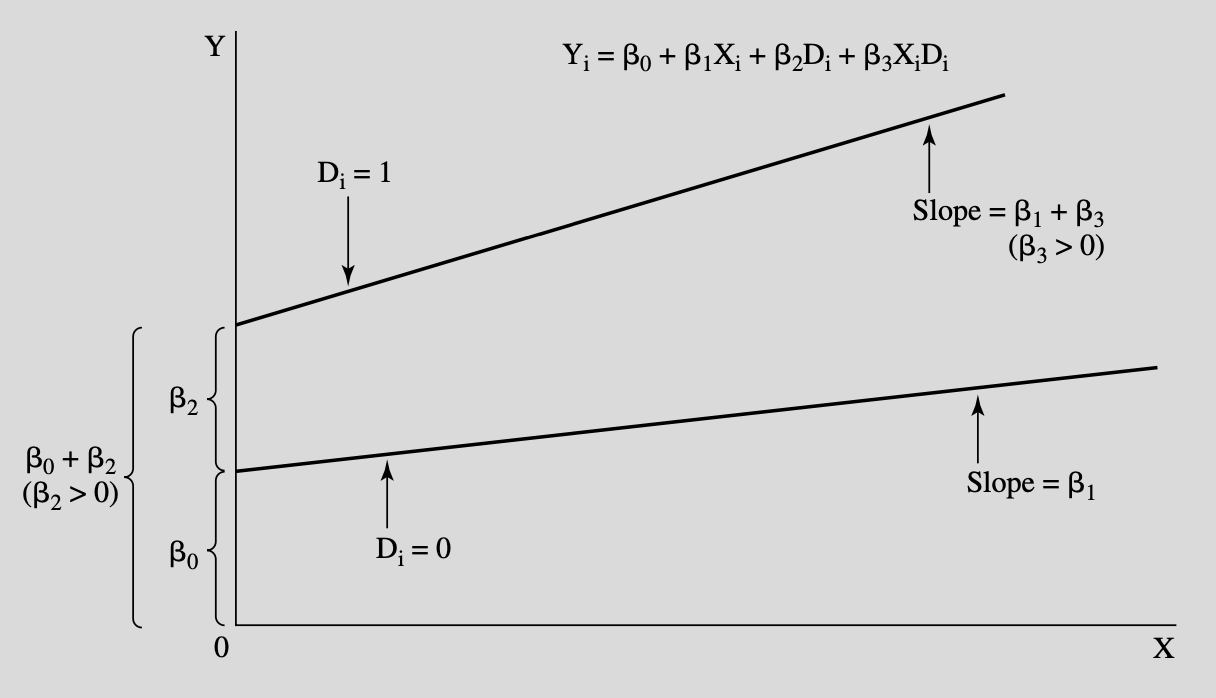 Y
Yᵢ = β₀ + β₁Xᵢ + β₂Dᵢ + β₃XᵢDᵢ
Dᵢ = 1
Slope = β₁ + β₃
(β₃ > 0)
β₂
β₀ + β₂
(β₂ > 0)
Slope = β₁
β₀
Dᵢ = 0
0
X